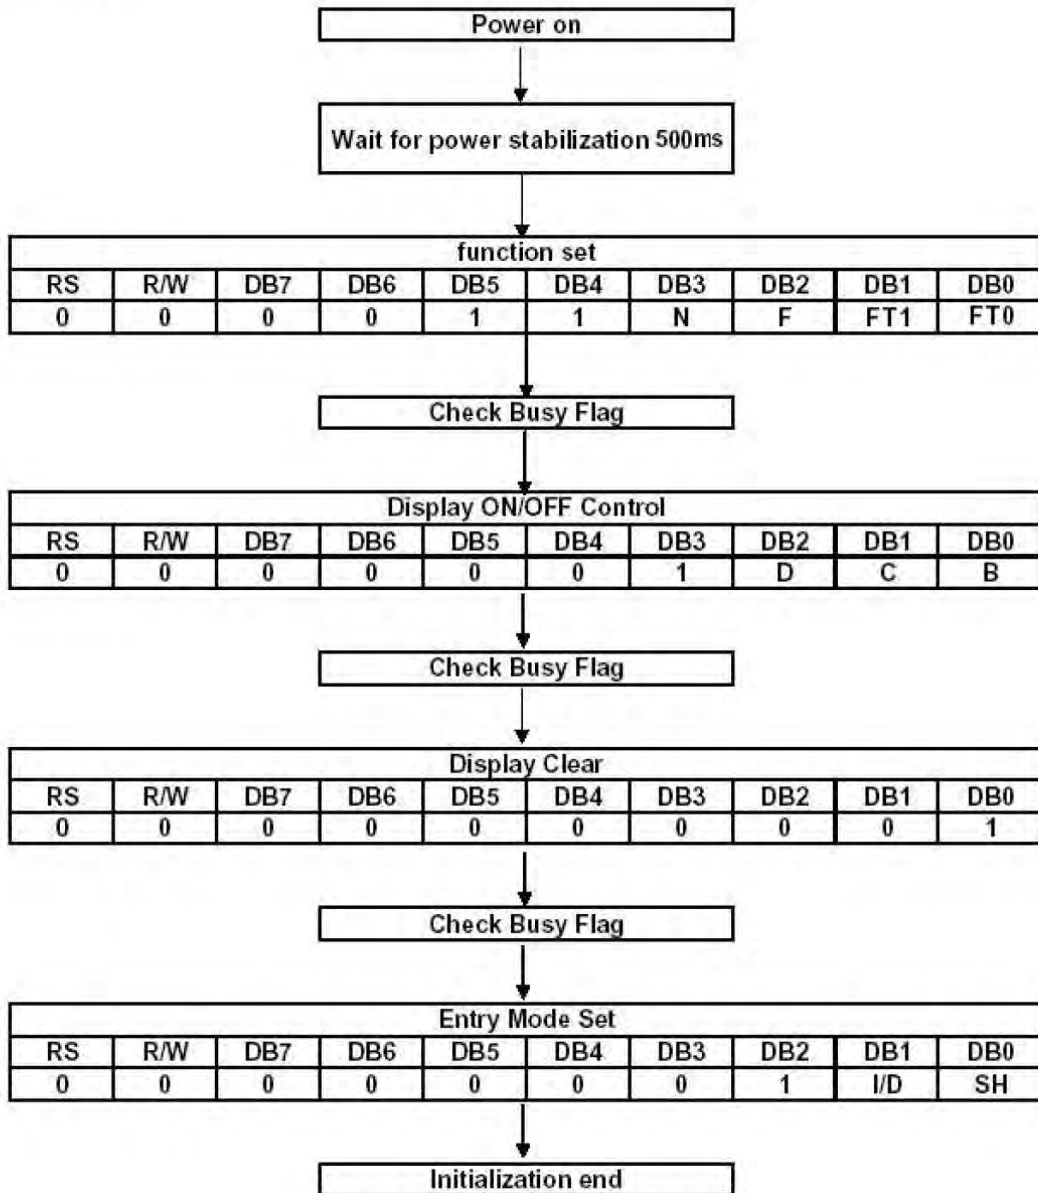 Power on
Wait for power stabilization 500ms
function set
RS R/W DB7 DB6 DB5 DB4 DB3 DB2 DB1 DB0
0 0 0 0 1 1 N F FT1 FT0
Check Busy Flag
Display ON/OFF Control
RS R/W DB7 DB6 DB5 DB4 DB3 DB2 DB1 DB0
0 0 0 0 0 0 1 D C B
Check Busy Flag
Display Clear
RS R/W DB7 DB6 DB5 DB4 DB3 DB2 DB1 DB0
0 0 0 0 0 0 0 0 0 1
Check Busy Flag
Entry Mode Set
RS R/W DB7 DB6 DB5 DB4 DB3 DB2 DB1 DB0
0 0 0 0 0 0 0 1 I/D SH
Initialization end